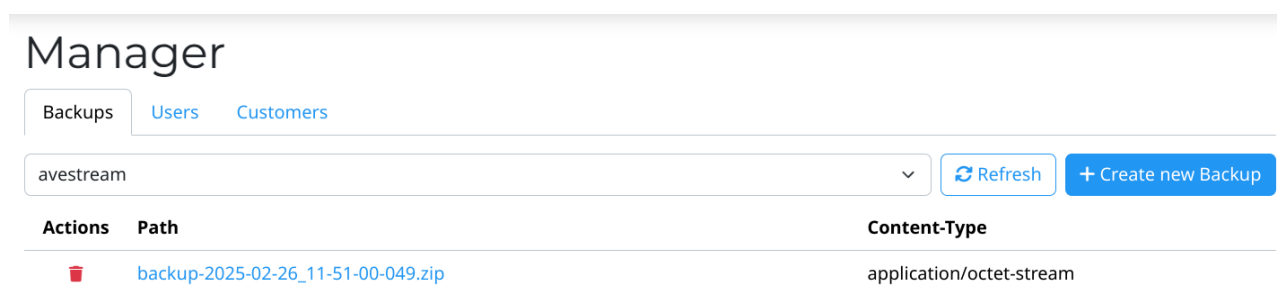 Manager
Backups Users Customers
avestream Refresh + Create new Backup
Actions Path Content-Type
backup-2025-02-26_11-51-00-049.zip application/octet-stream